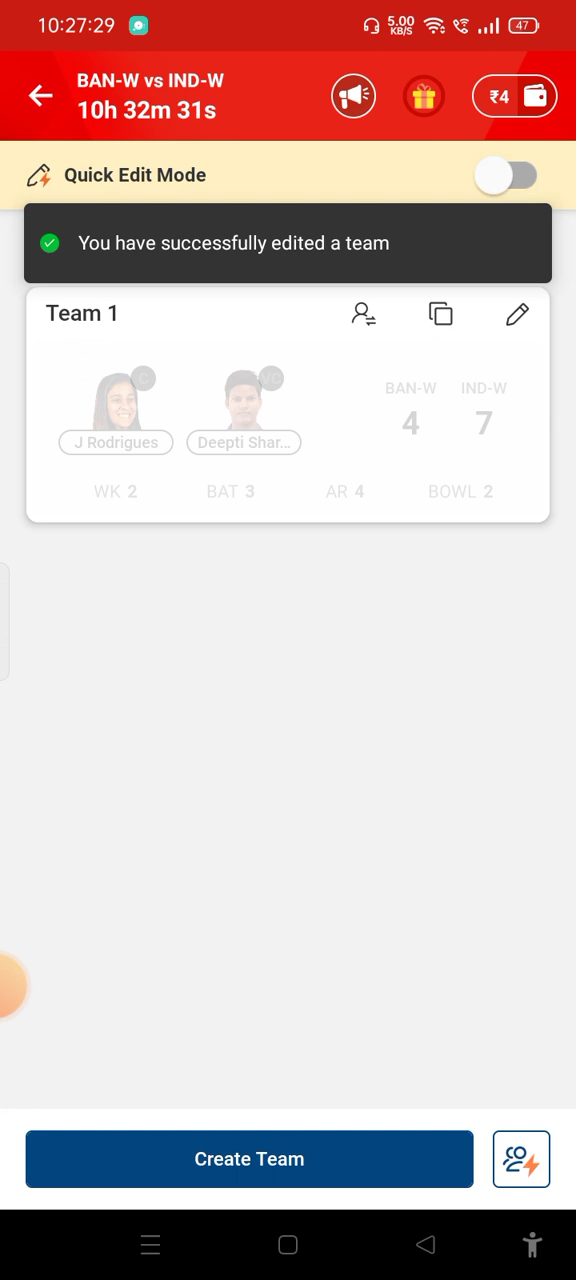 10:27:29
5.00
KB/S
47
BAN-W vs IND-W
10h 32m 31s
₹4
Quick Edit Mode
You have successfully edited a team
Team 1
C
VC
J Rodrigues
Deepti Shar...
BAN-W IND-W
4 7
WK 2 BAT 3 AR 4 BOWL 2
Create Team